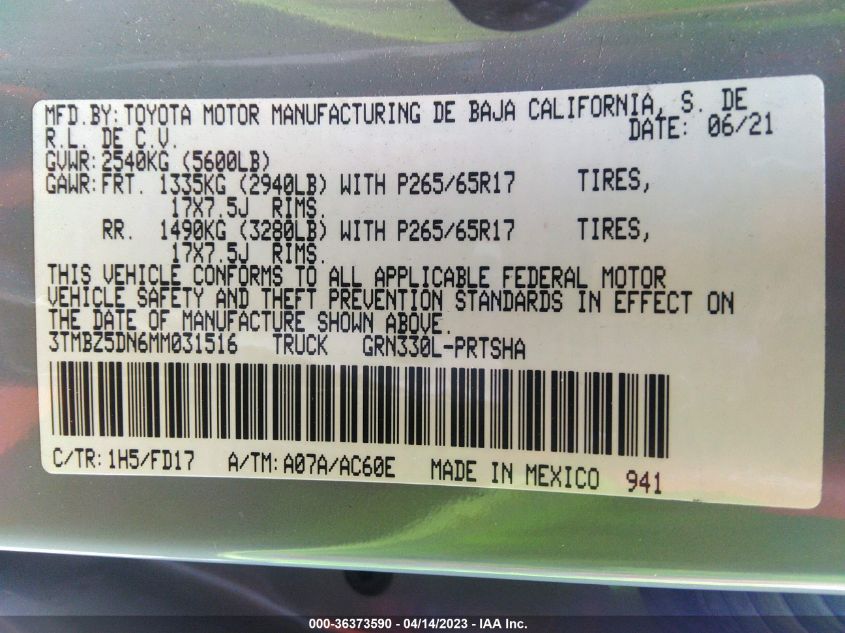 MFD.BY: TOYOTA MOTOR MANUFACTURING DE BAJA CALIFORNIA, S. DE
R.L. DE C.V. DATE: 06/21
GVWR: 2540KG (5600LB)
GAWR: FRT. 1335KG (2940LB) WITH P265/65R17 TIRES,
17X7.5J RIMS.
RR. 1490KG (3280LB) WITH P265/65R17 TIRES,
17X7.5J RIMS.
THIS VEHICLE CONFORMS TO ALL APPLICABLE FEDERAL MOTOR
VEHICLE SAFETY AND THEFT PREVENTION STANDARDS IN EFFECT ON
THE DATE OF MANUFACTURE SHOWN ABOVE.
3TMBZ5DN6MM031516 TRUCK GRN330L-PRTSHA
C/TR: 1H5/FD17 A/TM: A07A/AC60E MADE IN MEXICO 941
000-36373590 - 04/14/2023 - IAA Inc.